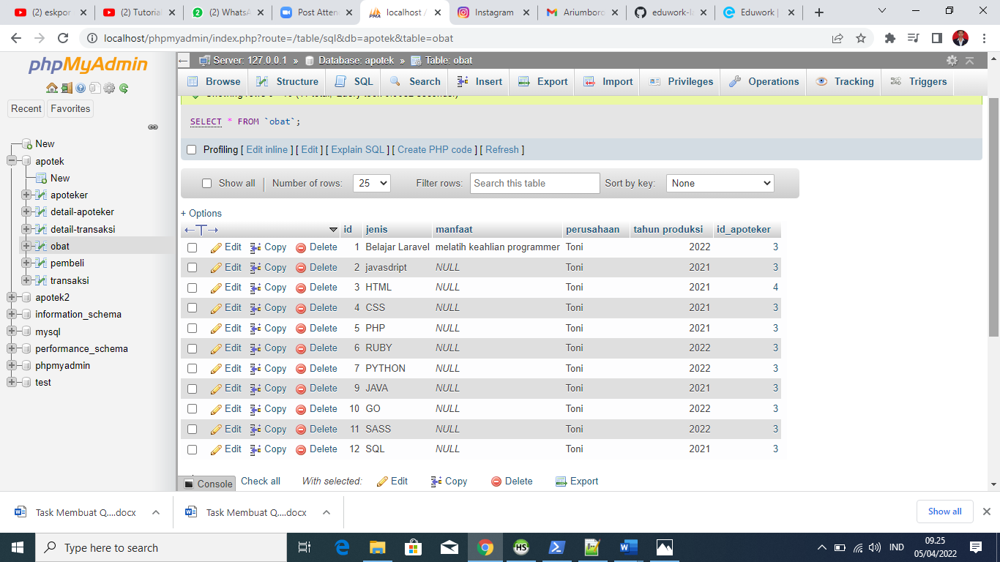 (2) eskpor
(2) Tutorial
(2) WhatsA
Post Atten
localhost /
Instagram
Ariumboro
eduwork-la
Eduwork |
localhost/phpmyadmin/index.php?route=/table/sql&db=apotek&table=obat
phpMyAdmin
Recent Favorites
New
apotek
New
apoteker
detail-apoteker
detail-transaksi
obat
pembeli
transaksi
apotek2
information_schema
mysql
performance_schema
phpmyadmin
test
Server: 127.0.0.1 » Database: apotek » Table: obat
Browse Structure SQL Search Insert Export Import Privileges Operations Tracking Triggers
SELECT * FROM `obat`;
Profiling [ Edit inline ] [ Edit ] [ Explain SQL ] [ Create PHP code ] [ Refresh ]
Show all Number of rows: 25 Filter rows: Search this table Sort by key: None
+ Options
←T→ id jenis manfaat perusahaan tahun produksi id_apoteker
Edit Copy Delete 1 Belajar Laravel melatih keahlian programmer Toni 2022 3
Edit Copy Delete 2 javasdript NULL Toni 2021 3
Edit Copy Delete 3 HTML NULL Toni 2021 4
Edit Copy Delete 4 CSS NULL Toni 2021 3
Edit Copy Delete 5 PHP NULL Toni 2021 3
Edit Copy Delete 6 RUBY NULL Toni 2022 3
Edit Copy Delete 7 PYTHON NULL Toni 2022 3
Edit Copy Delete 9 JAVA NULL Toni 2021 3
Edit Copy Delete 10 GO NULL Toni 2022 3
Edit Copy Delete 11 SASS NULL Toni 2022 3
Edit Copy Delete 12 SQL NULL Toni 2021 3
Console Check all With selected: Edit Copy Delete Export
Task Membuat Q....docx
Task Membuat Q....docx
Show all
Type here to search
IND
09.25
05/04/2022